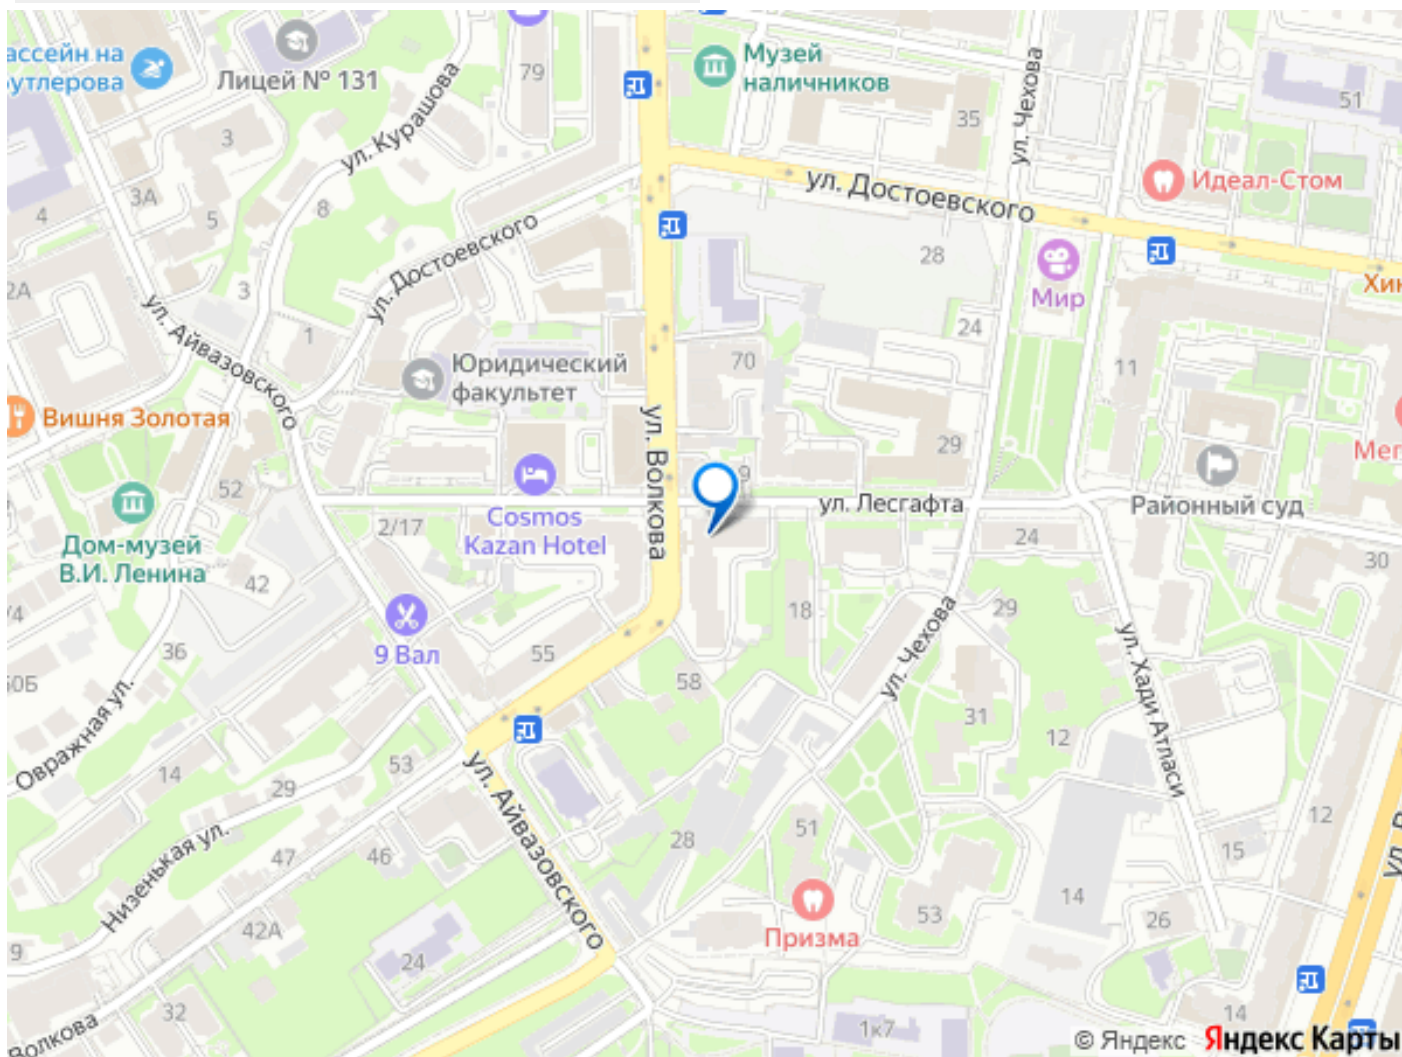 ассейн на
утлерова
Лицей № 131
79
Музей
наличников
35
51
ул. Чехова
ул. Курашова
3
3А
4
5
8
Идеал-Стом
ул. Достоевского
ул. Достоевского
28
2А
3
ул. Айвазовского
1
Мир
24
Хин
Юридический
факультет
70
11
Вишня Золотая
ул. Волкова
29
9
52
Районный суд
ул. Лесгафта
2/17
Cosmos
Kazan Hotel
24
Дом-музей
В.И. Ленина
42
30
18
29
36
9 Вал
55
58
ул. Чехова
ул. Хади Атласи
Овражная ул.
31
12
14
53
29
ул. Айвазовского
12
Низенькая ул.
47
46
28
51
15
42А
14
53
26
9
24
Призма
32
14
Волкова
1к7
© Яндекс Яндекс Карты